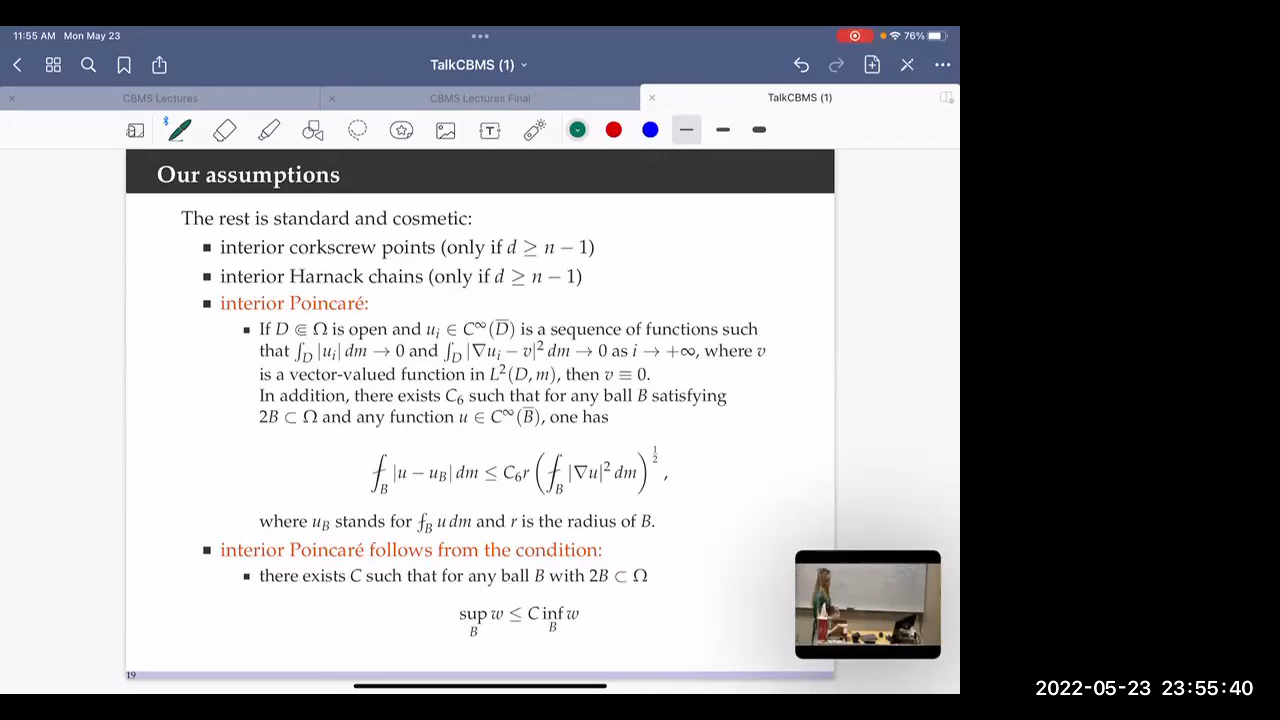 11:55 AM Mon May 23
76%
TalkCBMS (1)
CBMS Lectures
CBMS Lectures Final
TalkCBMS (1)
Our assumptions
The rest is standard and cosmetic:
■ interior corkscrew points (only if d ≥ n − 1)
■ interior Harnack chains (only if d ≥ n − 1)
■ interior Poincaré:
■ If D ⋐ Ω is open and u_i ∈ C^∞(D̅) is a sequence of functions such
that ∫_D |u_i| dm → 0 and ∫_D |∇u_i − v|² dm → 0 as i → +∞, where v
is a vector-valued function in L²(D, m), then v ≡ 0.
In addition, there exists C₆ such that for any ball B satisfying
2B ⊂ Ω and any function u ∈ C^∞(B̅), one has
⨍_B |u − u_B| dm ≤ C₆r (⨍_B |∇u|² dm)^{1/2},
where u_B stands for ⨍_B u dm and r is the radius of B.
■ interior Poincaré follows from the condition:
■ there exists C such that for any ball B with 2B ⊂ Ω
sup_B w ≤ C inf_B w
19
2022-05-23 23:55:40